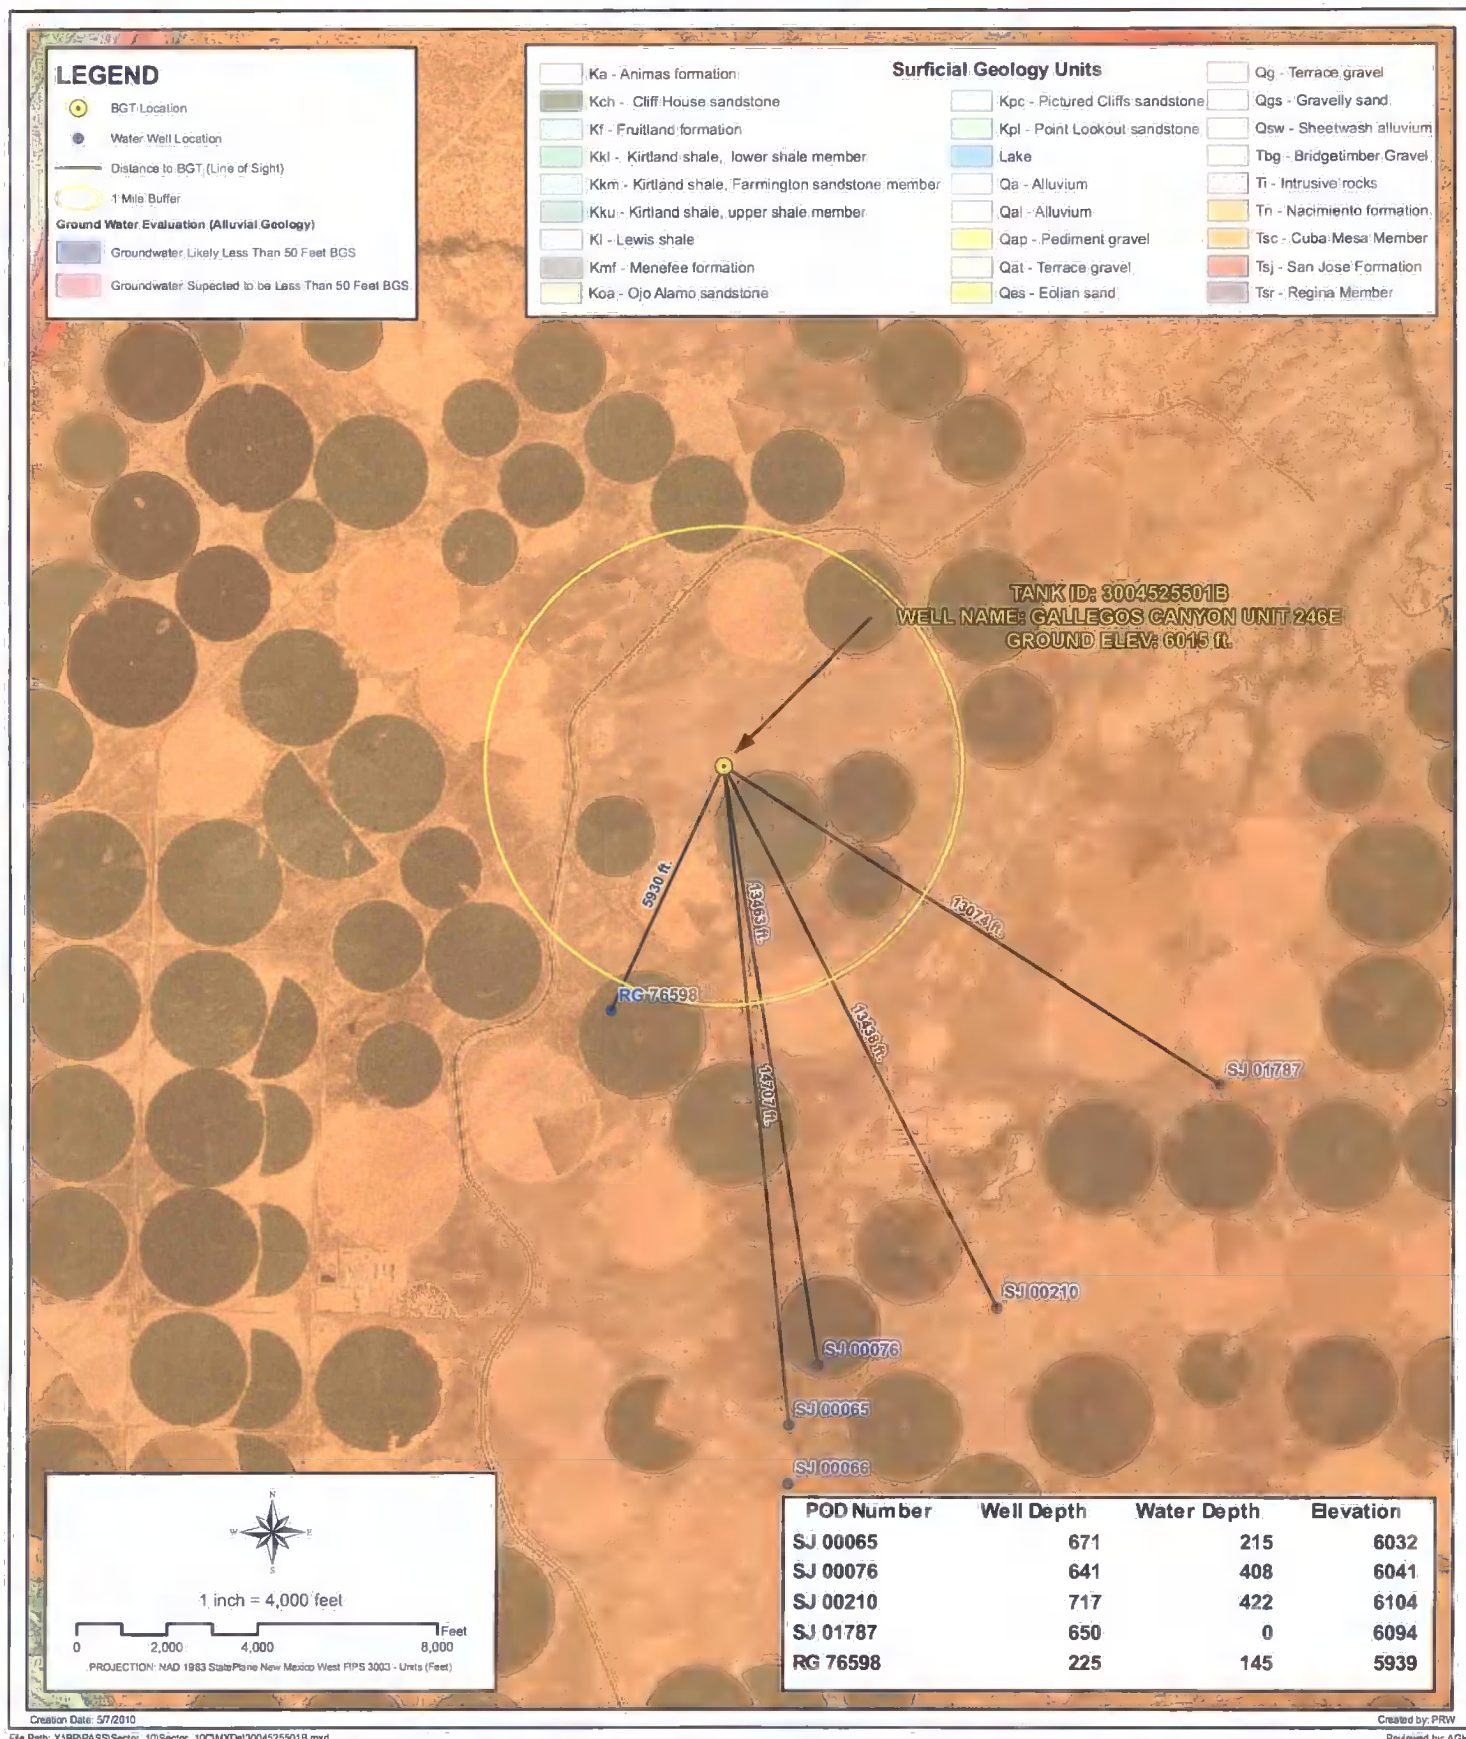 LEGEND
BGT Location
Water Well Location
Distance to BGT (Line of Sight)
1 Mile Buffer
Ground Water Evaluation (Alluvial Geology)
Groundwater Likely Less Than 50 Feet BGS
Groundwater Supected to be Less Than 50 Feet BGS
Surficial Geology Units
Ka - Animas formation
Kch - Cliff House sandstone
Kf - Fruitland formation
Kkl - Kirtland shale, lower shale member
Kkm - Kirtland shale, Farmington sandstone member
Kku - Kirtland shale, upper shale member
Kl - Lewis shale
Kmf - Menefee formation
Koa - Ojo Alamo sandstone
Kpc - Pictured Cliffs sandstone
Kpl - Point Lookout sandstone
Lake
Qa - Alluvium
Qal - Alluvium
Qap - Pediment gravel
Qat - Terrace gravel
Qes - Eolian sand
Qg - Terrace gravel
Qgs - Gravelly sand
Qsw - Sheetwash alluvium
Tbg - Bridgetimber Gravel
Ti - Intrusive rocks
Tn - Nacimiento formation
Tsc - Cuba Mesa Member
Tsj - San Jose Formation
Tsr - Regina Member
TANK ID: 3004525501B
WELL NAME: GALLEGOS CANYON UNIT 246E
GROUND ELEV: 6015 ft.
5930 ft.
13463 ft.
13074 ft.
RG 76598
13438 ft.
14707 ft.
SJ 01787
SJ 00210
SJ 00076
SJ 00065
SJ 00066
N
W E
S
1 inch = 4,000 feet
Feet
0 2,000 4,000 8,000
PROJECTION: NAD 1983 StatePlane New Mexico West FIPS 3003 - Units (Feet)
POD Number Well Depth Water Depth Elevation
SJ 00065 671 215 6032
SJ 00076 641 408 6041
SJ 00210 717 422 6104
SJ 01787 650 0 6094
RG 76598 225 145 5939
Creation Date: 5/7/2010
Created by: PRW
Reviewed by: AGH